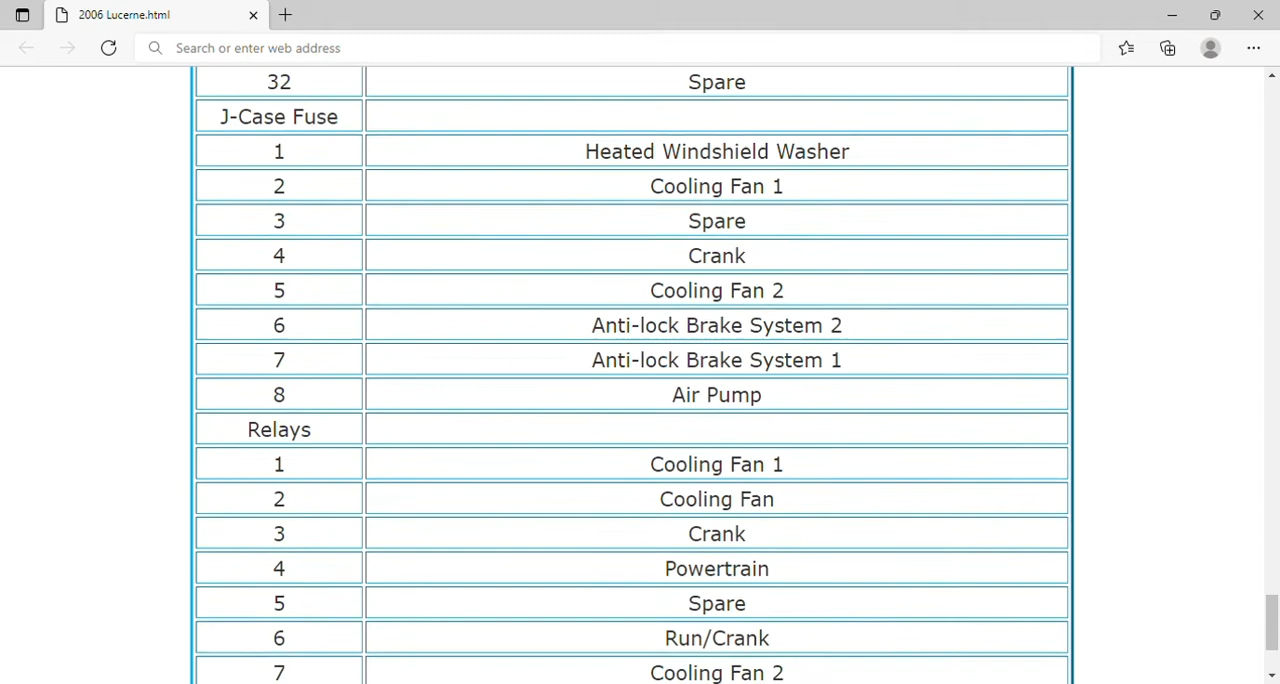 2006 Lucerne.html
Search or enter web address
32 Spare
J-Case Fuse
1 Heated Windshield Washer
2 Cooling Fan 1
3 Spare
4 Crank
5 Cooling Fan 2
6 Anti-lock Brake System 2
7 Anti-lock Brake System 1
8 Air Pump
Relays
1 Cooling Fan 1
2 Cooling Fan
3 Crank
4 Powertrain
5 Spare
6 Run/Crank
7 Cooling Fan 2